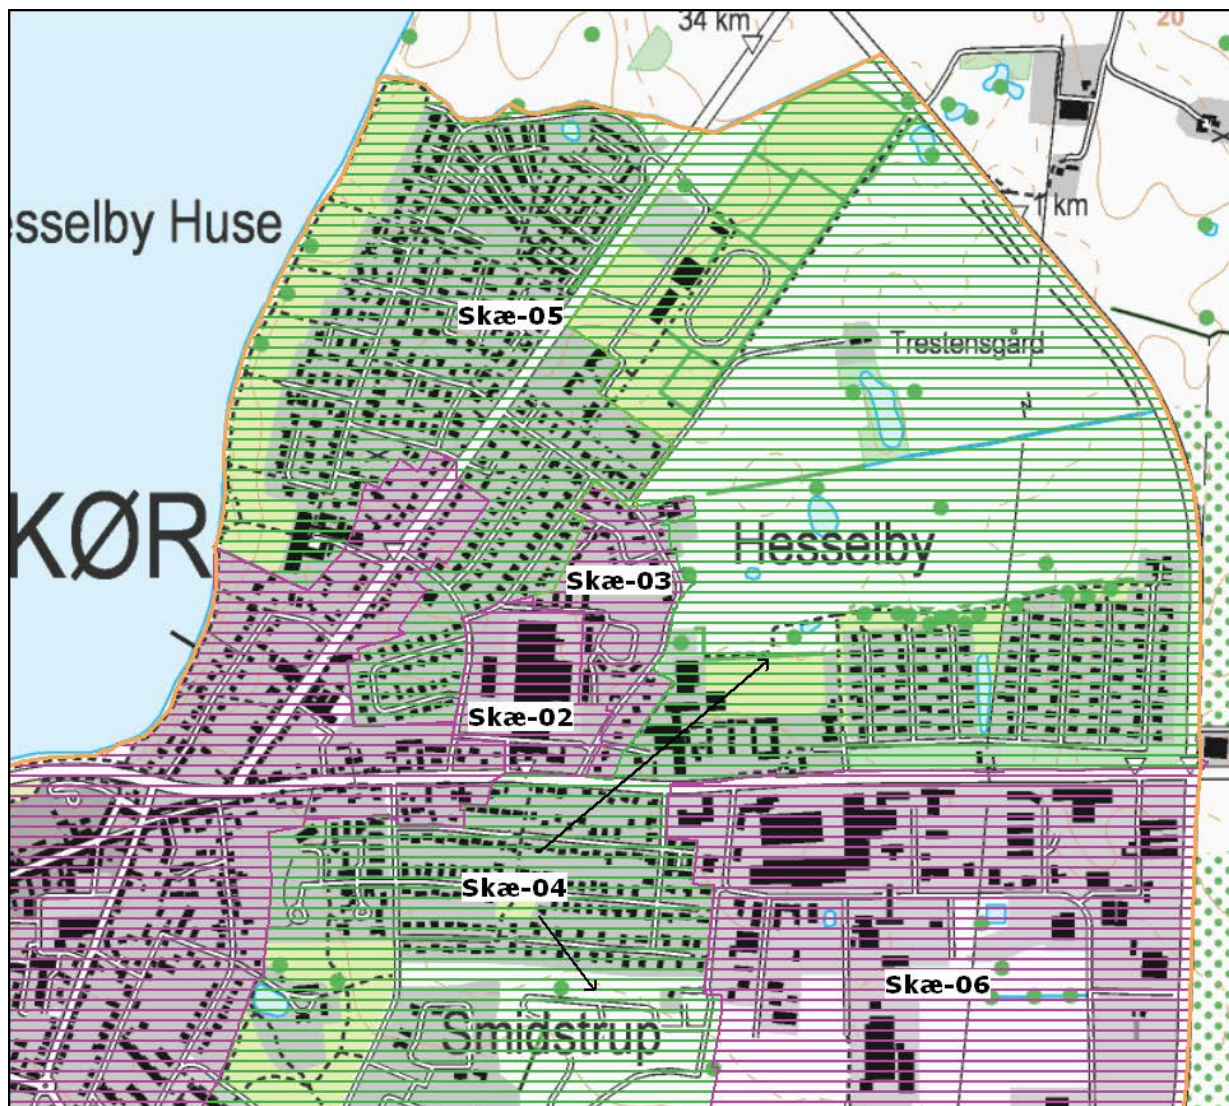 34 km
20
1 km
esselby Huse
Skæ-05
Trestensgård
KØR
Hesselby
Skæ-03
Skæ-02
Skæ-04
Skæ-06
Smidstrup